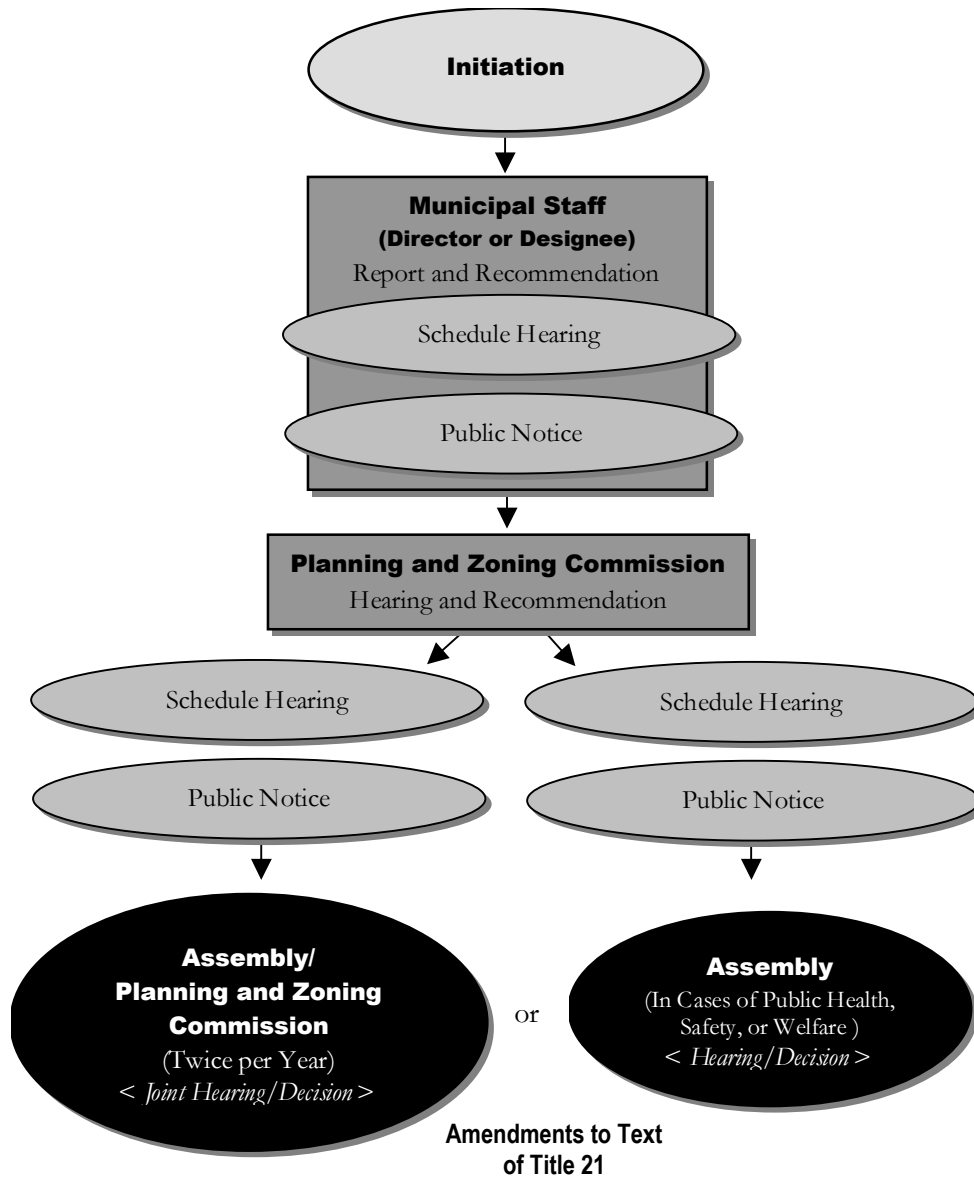 Initiation
Municipal Staff
(Director or Designee)
Report and Recommendation
Schedule Hearing
Public Notice
Planning and Zoning Commission
Hearing and Recommendation
Schedule Hearing
Schedule Hearing
Public Notice
Public Notice
Assembly/
Planning and Zoning
Commission
(Twice per Year)
< Joint Hearing/Decision >
or
Assembly
(In Cases of Public Health,
Safety, or Welfare )
< Hearing/Decision >
Amendments to Text
of Title 21